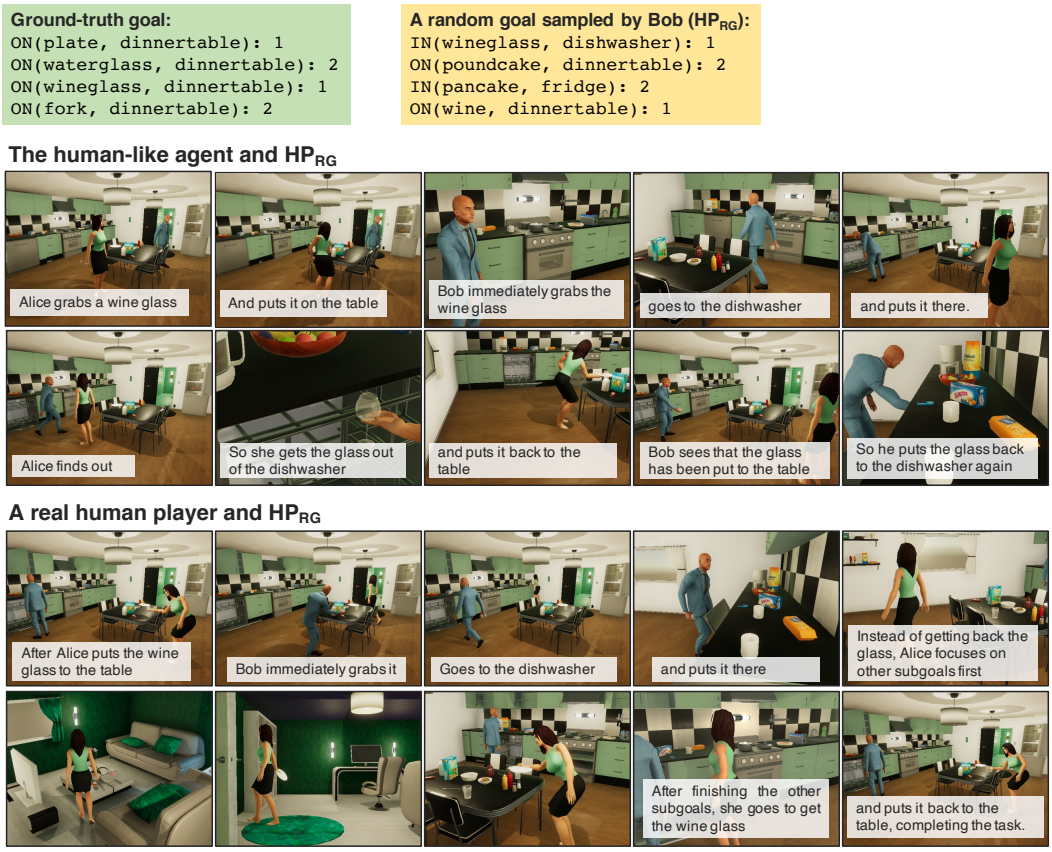 Ground-truth goal:
ON(plate, dinnertable): 1
ON(waterglass, dinnertable): 2
ON(wineglass, dinnertable): 1
ON(fork, dinnertable): 2
A random goal sampled by Bob (HPRG):
IN(wineglass, dishwasher): 1
ON(poundcake, dinnertable): 2
IN(pancake, fridge): 2
ON(wine, dinnertable): 1
The human-like agent and HPRG
Alice grabs a wine glass
And puts it on the table
Bob immediately grabs the
wine glass
goes to the dishwasher
and puts it there.
Alice finds out
So she gets the glass out
of the dishwasher
and puts it back to the
table
Bob sees that the glass
has been put to the table
So he puts the glass back
to the dishwasher again
A real human player and HPRG
After Alice puts the wine
glass to the table
Bob immediately grabs it
Goes to the dishwasher
and puts it there
Instead of getting back the
glass, Alice focuses on
other subgoals first
After finishing the other
subgoals, she goes to get
the wine glass
and puts it back to the
table, completing the task.